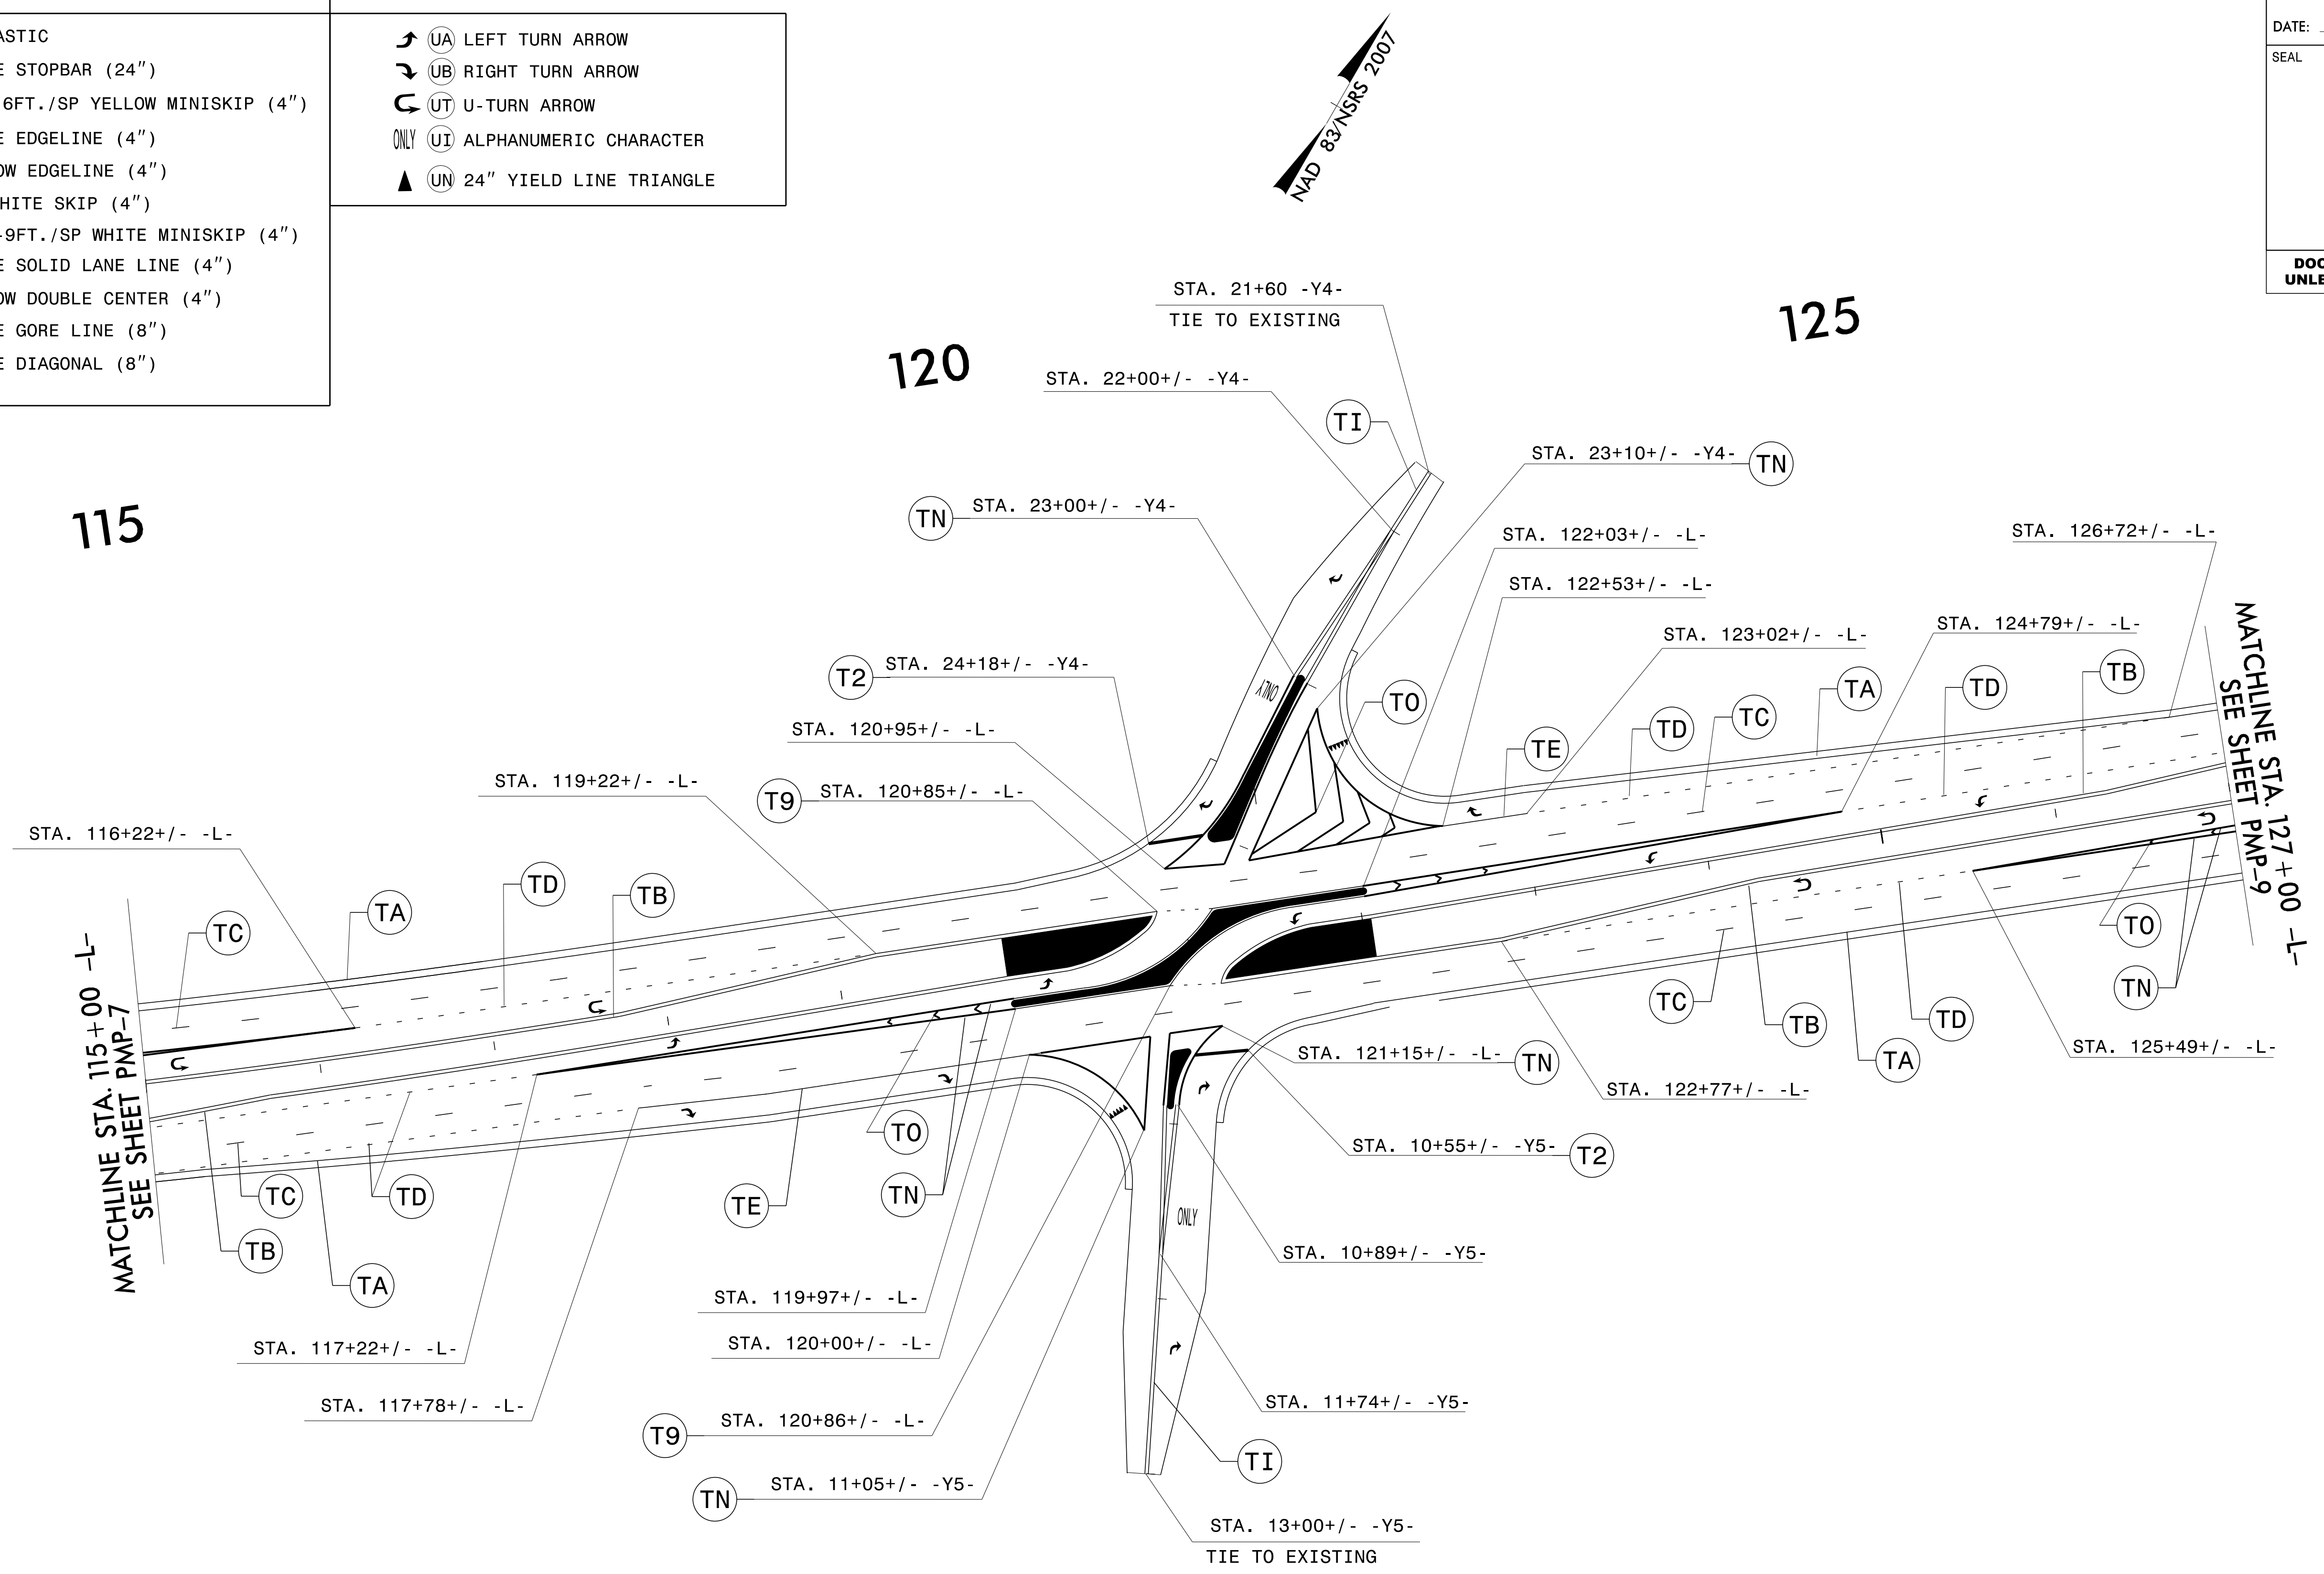 ASTIC
E STOPBAR (24")
6FT./SP YELLOW MINISKIP (4")
E EDGELINE (4")
OW EDGELINE (4")
HITE SKIP (4")
-9FT./SP WHITE MINISKIP (4")
E SOLID LANE LINE (4")
OW DOUBLE CENTER (4")
E GORE LINE (8")
E DIAGONAL (8")
UA LEFT TURN ARROW
UB RIGHT TURN ARROW
UT U-TURN ARROW
ONLY UI ALPHANUMERIC CHARACTER
UN 24" YIELD LINE TRIANGLE
NAD 83/NSRS 2007
DATE:
SEAL
DOC
UNLE
115
120
125
STA. 21+60 -Y4-
TIE TO EXISTING
STA. 22+00+/- -Y4-
TI
STA. 23+10+/- -Y4- TN
TN STA. 23+00+/- -Y4-
STA. 122+03+/- -L-
STA. 126+72+/- -L-
STA. 122+53+/- -L-
STA. 123+02+/- -L-
STA. 124+79+/- -L-
T2 STA. 24+18+/- -Y4-
ONLY
TO
TE
TD
TC
TA
TD
TB
STA. 120+95+/- -L-
STA. 119+22+/- -L-
T9 STA. 120+85+/- -L-
STA. 116+22+/- -L-
TC
TA
TD
TB
MATCHLINE STA. 115+00 -L-
SEE SHEET PMP-7
MATCHLINE STA. 127+00 -L-
SEE SHEET PMP-9
TO
TN
TC
TB
TD
TA
STA. 125+49+/- -L-
STA. 121+15+/- -L- TN
STA. 122+77+/- -L-
STA. 10+55+/- -Y5- T2
TC
TB
TD
TA
TE
TO
TN
ONLY
STA. 10+89+/- -Y5-
STA. 119+97+/- -L-
STA. 120+00+/- -L-
STA. 117+22+/- -L-
STA. 117+78+/- -L-
STA. 11+74+/- -Y5-
T9 STA. 120+86+/- -L-
TI
TN STA. 11+05+/- -Y5-
STA. 13+00+/- -Y5-
TIE TO EXISTING